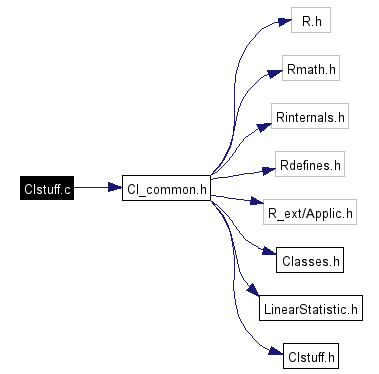 R.h
Rmath.h
Rinternals.h
Rdefines.h
CIstuff.c
CI_common.h
R_ext/Applic.h
Classes.h
LinearStatistic.h
CIstuff.h